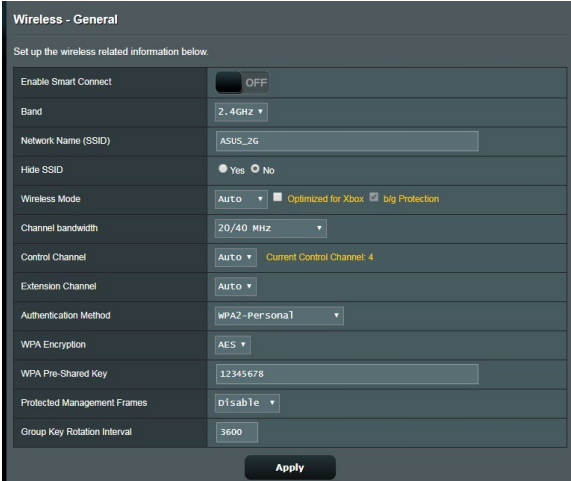 Wireless - General
Set up the wireless related information below.
Enable Smart Connect OFF
Band 2.4GHz
Network Name (SSID) ASUS_2G
Hide SSID Yes No
Wireless Mode Auto Optimized for Xbox b/g Protection
Channel bandwidth 20/40 MHz
Control Channel Auto Current Control Channel: 4
Extension Channel Auto
Authentication Method WPA2-Personal
WPA Encryption AES
WPA Pre-Shared Key 12345678
Protected Management Frames Disable
Group Key Rotation Interval 3600
Apply